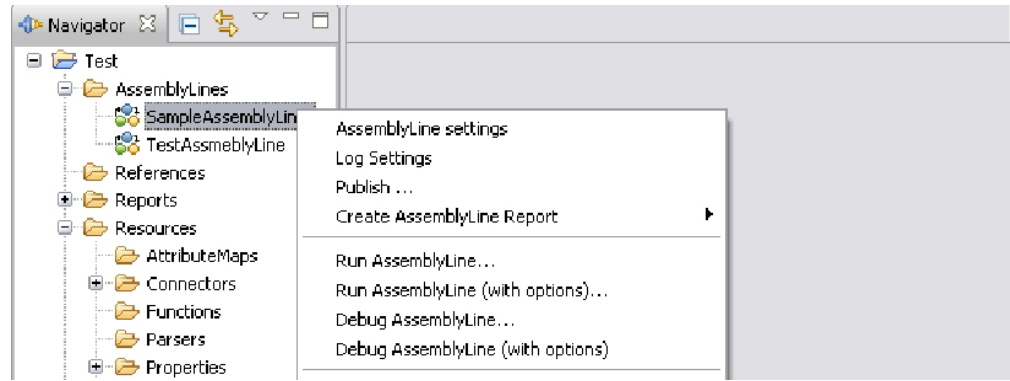 Navigator
Test
AssemblyLines
SampleAssemblyLin
TestAssmeblyLine
References
Reports
Resources
AttributeMaps
Connectors
Functions
Parsers
Properties
AssemblyLine settings
Log Settings
Publish ...
Create AssemblyLine Report
Run AssemblyLine...
Run AssemblyLine (with options)...
Debug AssemblyLine...
Debug AssemblyLine (with options)